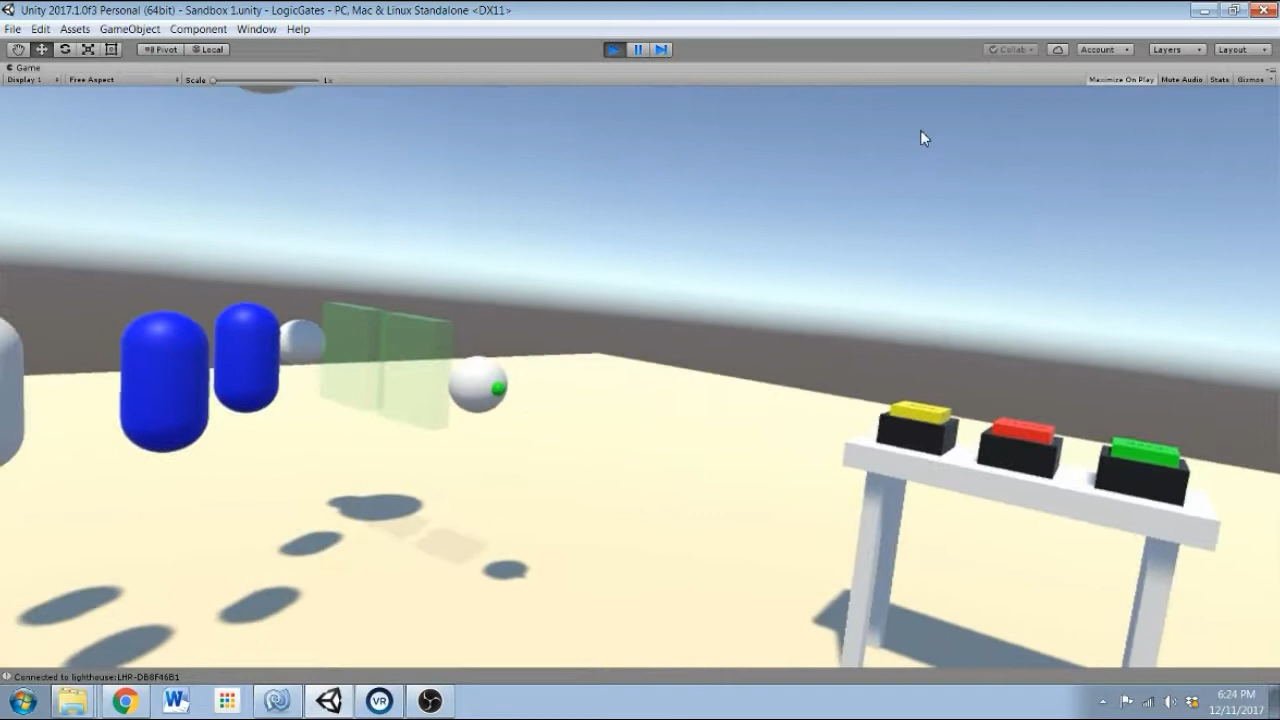 Unity 2017.1.0f3 Personal (64bit) - Sandbox 1.unity - LogicGates - PC, Mac & Linux Standalone <DX11>
File Edit Assets GameObject Component Window Help
Pivot Local Collab Account Layers Layout
Game
Display 1 Free Aspect Scale 1x Maximize On Play Mute Audio Stats Gizmos
Connected to lighthouse:LHR-DB8F46B1
W VR
6:24 PM
12/11/2017